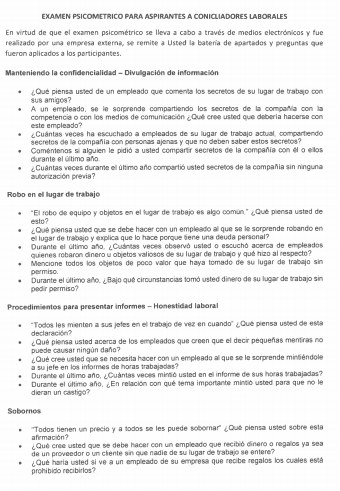 EXAMEN PSICOMETRICO PARA ASPIRANTES A CONICLIADORES LABORALES
En virtud de que el examen psicométrico se lleva a cabo a través de medios electrónicos y fue
realizado por una empresa externa, se remite a Usted la batería de apartados y preguntas que
fueron aplicados a los participantes.
Manteniendo la confidencialidad – Divulgación de información
• ¿Qué piensa usted de un empleado que comenta los secretos de su lugar de trabajo con
sus amigos?
• A un empleado, se le sorprende compartiendo los secretos de la compañía con la
competencia o con los medios de comunicación ¿Qué cree usted que debería hacerse con
este empleado?
• ¿Cuántas veces ha escuchado a empleados de su lugar de trabajo actual, compartiendo
secretos de la compañía con personas ajenas y que no deben saber estos secretos?
• Coméntenos si alguien le pidió a usted compartir secretos de la compañía con él o ellos
durante el último año.
• ¿Cuántas veces durante el último año compartió usted secretos de la compañía sin ninguna
autorización previa?
Robo en el lugar de trabajo
• "El robo de equipo y objetos en el lugar de trabajo es algo común." ¿Qué piensa usted de
esto?
• ¿Qué piensa usted que se debe hacer con un empleado al que se le sorprende robando en
el lugar de trabajo y explica que lo hace porque tiene una deuda personal?
• Durante el último año, ¿Cuántas veces observó usted o escuchó acerca de empleados
quienes robaron dinero u objetos valiosos de su lugar de trabajo y qué hizo al respecto?
• Mencione todos los objetos de poco valor que haya tomado de su lugar de trabajo sin
permiso.
• Durante el último año, ¿Bajo qué circunstancias tomó usted dinero de su lugar de trabajo sin
pedir permiso?
Procedimientos para presentar informes – Honestidad laboral
• "Todos les mienten a sus jefes en el trabajo de vez en cuando" ¿Qué piensa usted de esta
declaración?
• ¿Qué piensa usted acerca de los empleados que creen que el decir pequeñas mentiras no
puede causar ningún daño?
• ¿Qué cree usted que se necesita hacer con un empleado al que se le sorprende mintiéndole
a su jefe en los informes de horas trabajadas?
• Durante el último año, ¿Cuántas veces mintió usted en el informe de sus horas trabajadas?
• Durante el último año, ¿En relación con qué tema importante mintió usted para que no le
dieran un castigo?
Sobornos
• "Todos tienen un precio y a todos se les puede sobornar" ¿Qué piensa usted sobre esta
afirmación?
• ¿Qué cree usted que se debe hacer con un empleado que recibió dinero o regalos ya sea
de un proveedor o un cliente sin que nadie de su lugar de trabajo se entere?
• ¿Qué haría usted si ve a un empleado de su empresa que recibe regalos los cuales está
prohibido recibirlos?